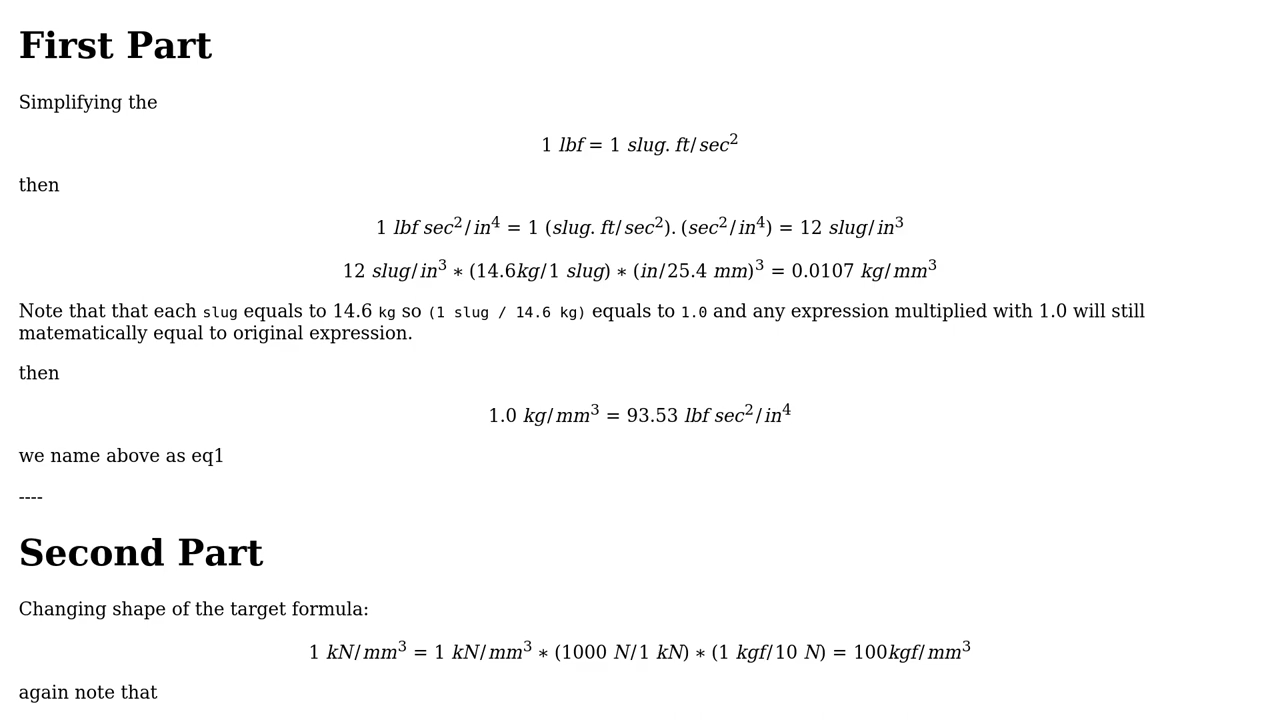 First Part
Simplifying the
1 lbf = 1 slug. ft/sec²
then
1 lbf sec²/in⁴ = 1 (slug. ft/sec²). (sec²/in⁴) = 12 slug/in³
12 slug/in³ ∗ (14.6kg/1 slug) ∗ (in/25.4 mm)³ = 0.0107 kg/mm³
Note that that each slug equals to 14.6 kg so (1 slug / 14.6 kg) equals to 1.0 and any expression multiplied with 1.0 will still
matematically equal to original expression.
then
1.0 kg/mm³ = 93.53 lbf sec²/in⁴
we name above as eq1
----
Second Part
Changing shape of the target formula:
1 kN/mm³ = 1 kN/mm³ ∗ (1000 N/1 kN) ∗ (1 kgf/10 N) = 100kgf/mm³
again note that